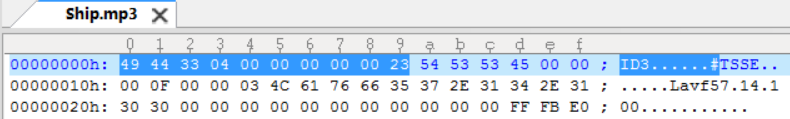 Ship.mp3
0 1 2 3 4 5 6 7 8 9 a b c d e f
00000000h: 49 44 33 04 00 00 00 00 00 23 54 53 53 45 00 00 ; ID3......#TSSE..
00000010h: 00 0F 00 00 03 4C 61 76 66 35 37 2E 31 34 2E 31 ; .....Lavf57.14.1
00000020h: 30 30 00 00 00 00 00 00 00 00 00 00 00 FF FB E0 ; 00...........